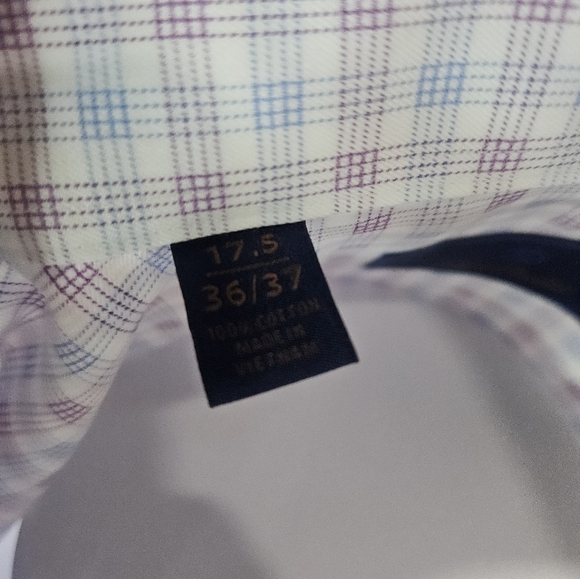 17.5
36/37
100% COTTON
MADE IN
VIETNAM